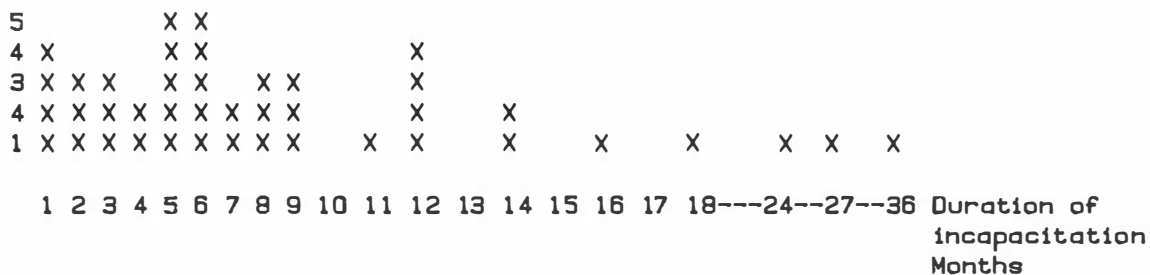 5 X X
4 X X X X
3 X X X X X X X X
4 X X X X X X X X X X X
1 X X X X X X X X X X X X X X X X X
1 2 3 4 5 6 7 8 9 10 11 12 13 14 15 16 17 18---24--27--36 Duration of
incapacitation
Months